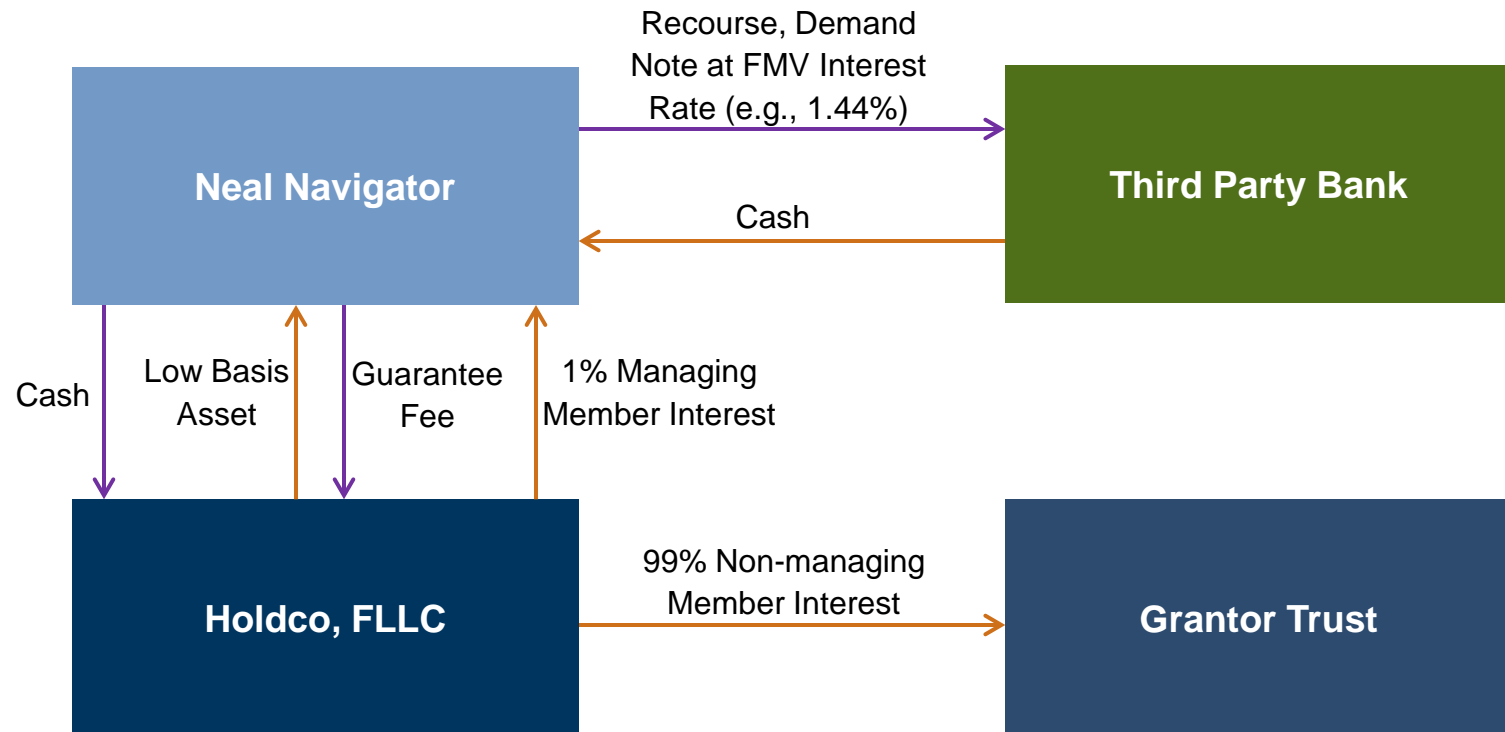 Recourse, Demand
Note at FMV Interest
Rate (e.g., 1.44%)
Neal Navigator
Third Party Bank
Cash
Cash
Low Basis
Asset
Guarantee
Fee
1% Managing
Member Interest
Holdco, FLLC
99% Non-managing
Member Interest
Grantor Trust